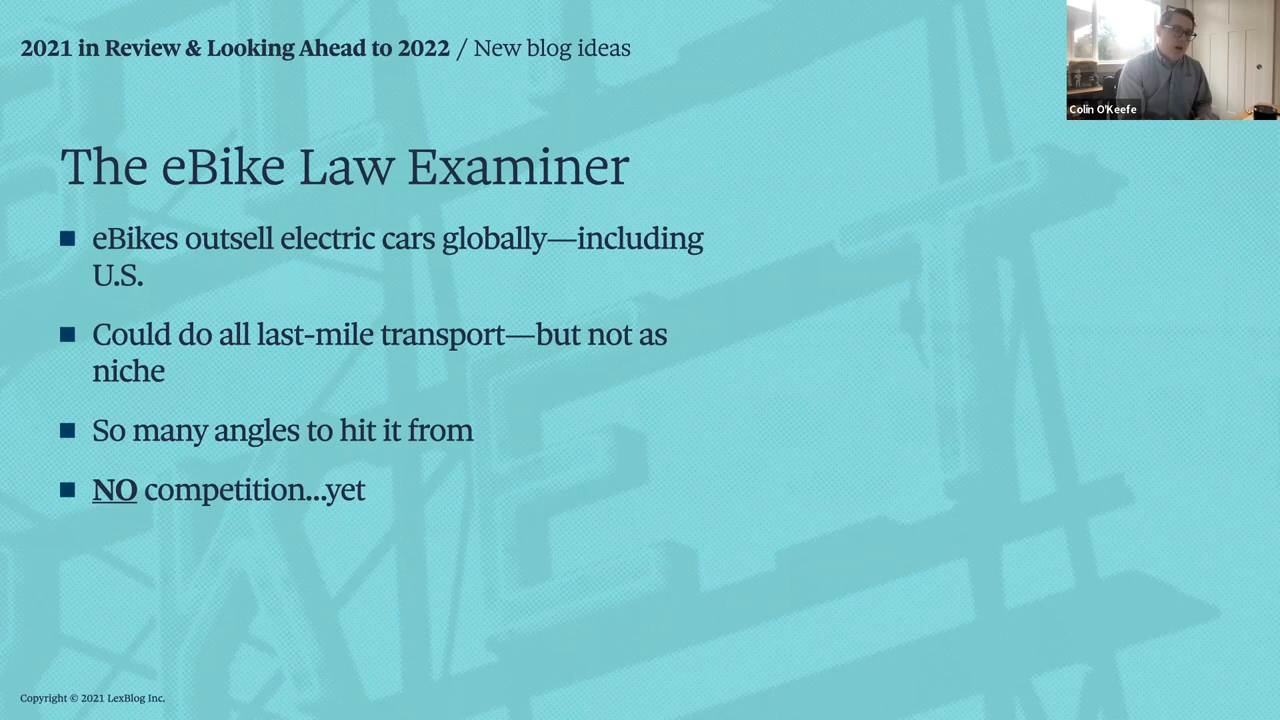 2021 in Review & Looking Ahead to 2022 / New blog ideas
Colin O'Keefe
The eBike Law Examiner
eBikes outsell electric cars globally—including
U.S.
Could do all last-mile transport—but not as
niche
So many angles to hit it from
NO competition...yet
Copyright © 2021 LexBlog Inc.